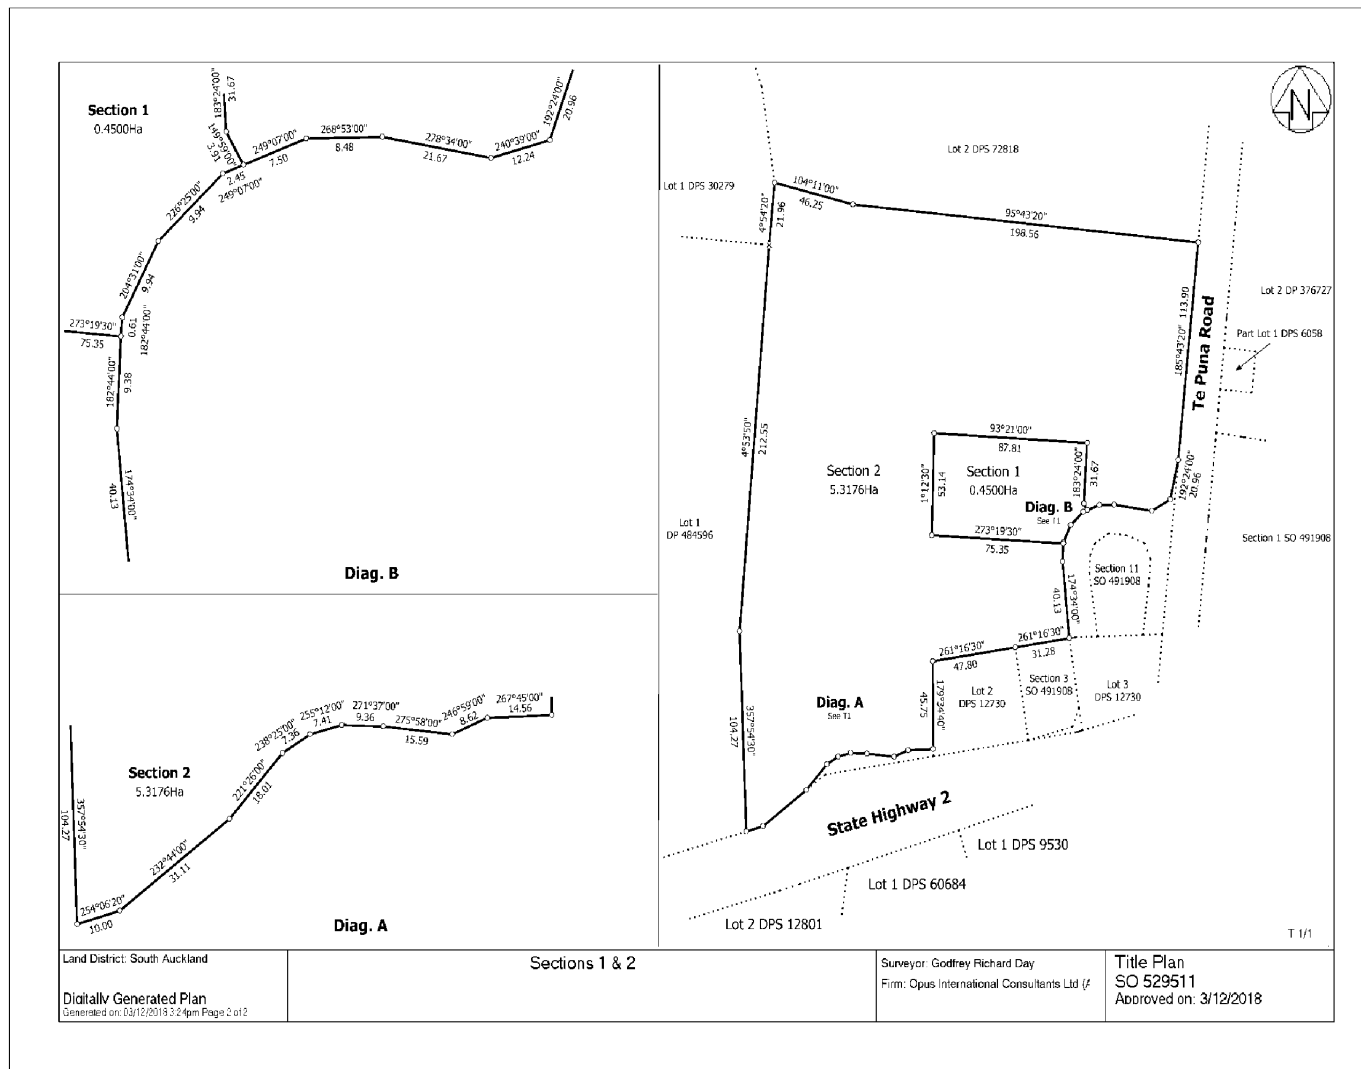 Section 1
0.4500Ha
183°24'00"
31.67
149°59'00"
3.91
249°07'00"
7.50
268°53'00"
8.48
278°34'00"
21.67
240°39'00"
12.24
192°24'00"
20.96
2.45
249°07'00"
226°25'00"
9.94
204°31'00"
9.94
0.61
182°44'00"
273°19'30"
75.35
182°44'00"
9.38
174°34'00"
40.13
Diag. B
Section 2
5.3176Ha
357°54'30"
104.27
254°06'20"
10.00
232°44'00"
31.11
221°26'00"
18.01
238°25'00"
7.36
255°12'00"
7.41
271°37'00"
9.36
275°58'00"
15.59
246°59'00"
8.62
267°45'00"
14.56
Diag. A
N
Lot 2 DPS 72818
Lot 1 DPS 30279
104°11'00"
46.25
4°54'20"
21.96
95°43'20"
198.56
Lot 2 DP 376727
Part Lot 1 DPS 6058
Te Puna Road
185°43'20"
113.90
4°53'50"
212.55
93°21'00"
87.81
Section 2
5.3176Ha
Section 1
0.4500Ha
1°12'30"
53.14
183°24'00"
31.67
192°24'00"
20.96
Diag. B
See T1
Lot 1
DP 484596
273°19'30"
75.35
Section 1 SO 491908
Section 11
SO 491908
174°34'00"
40.13
261°16'30"
47.80
261°16'30"
31.28
Section 3
SO 491908
Lot 2
DPS 12730
Lot 3
DPS 12730
179°34'40"
45.75
Diag. A
See T1
357°54'30"
104.27
State Highway 2
Lot 1 DPS 9530
Lot 1 DPS 60684
Lot 2 DPS 12801
T 1/1
Land District: South Auckland
Digitally Generated Plan
Generated on: 03/12/2018 3:24pm Page 2 of 2
Sections 1 & 2
Surveyor: Godfrey Richard Day
Firm: Opus International Consultants Ltd (A
Title Plan
SO 529511
Approved on: 3/12/2018